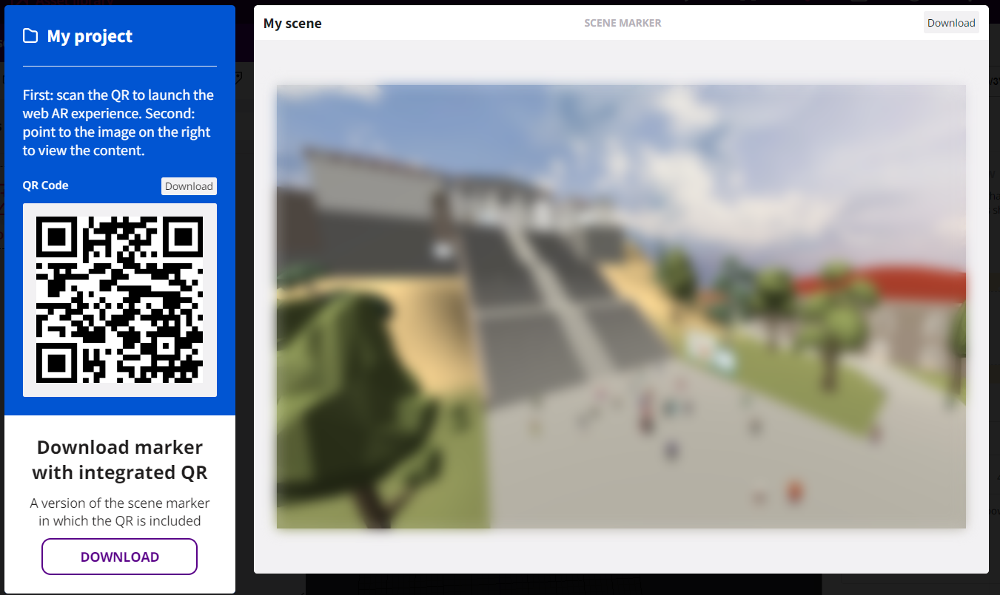 My project
First: scan the QR to launch the
web AR experience. Second:
point to the image on the right
to view the content.
QR Code
Download
Download marker
with integrated QR
A version of the scene marker
in which the QR is included
DOWNLOAD
My scene
SCENE MARKER
Download